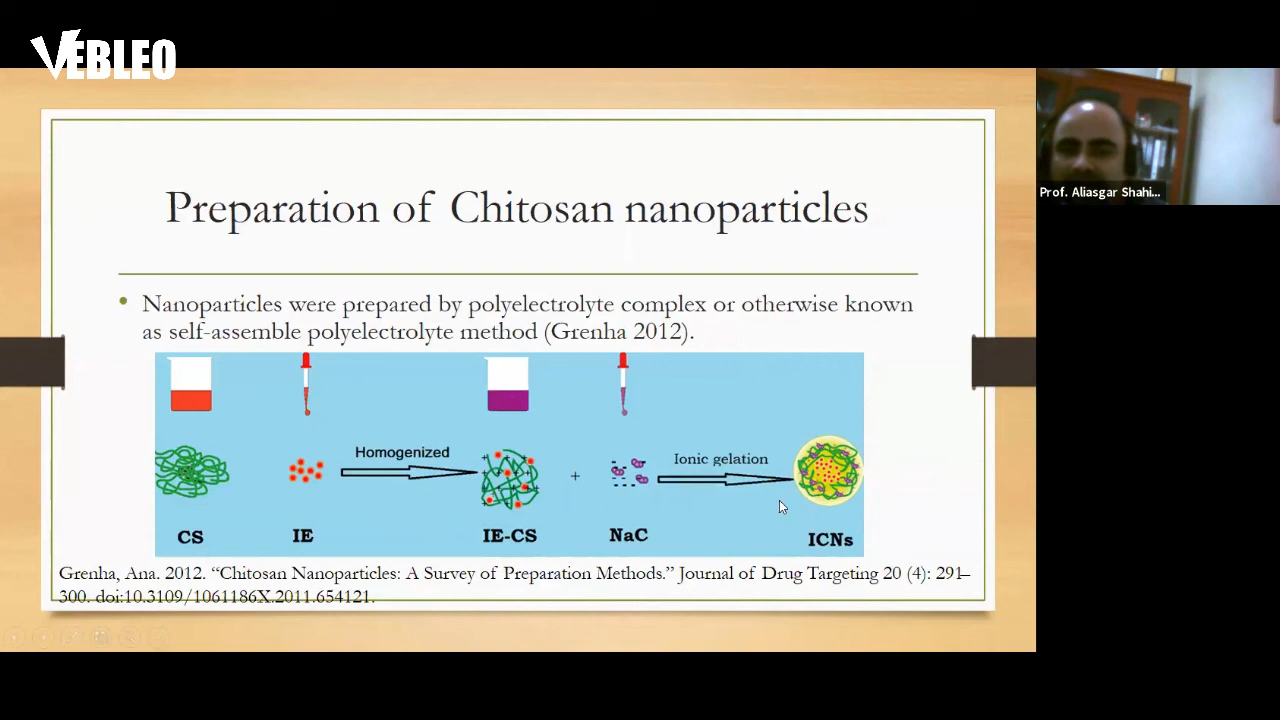 VEBLEO
Prof. Aliasgar Shahi...
Preparation of Chitosan nanoparticles
• Nanoparticles were prepared by polyelectrolyte complex or otherwise known
as self-assemble polyelectrolyte method (Grenha 2012).
Homogenized
Ionic gelation
+
CS IE IE-CS NaC ICNs
Grenha, Ana. 2012. “Chitosan Nanoparticles: A Survey of Preparation Methods.” Journal of Drug Targeting 20 (4): 291–
300. doi:10.3109/1061186X.2011.654121.